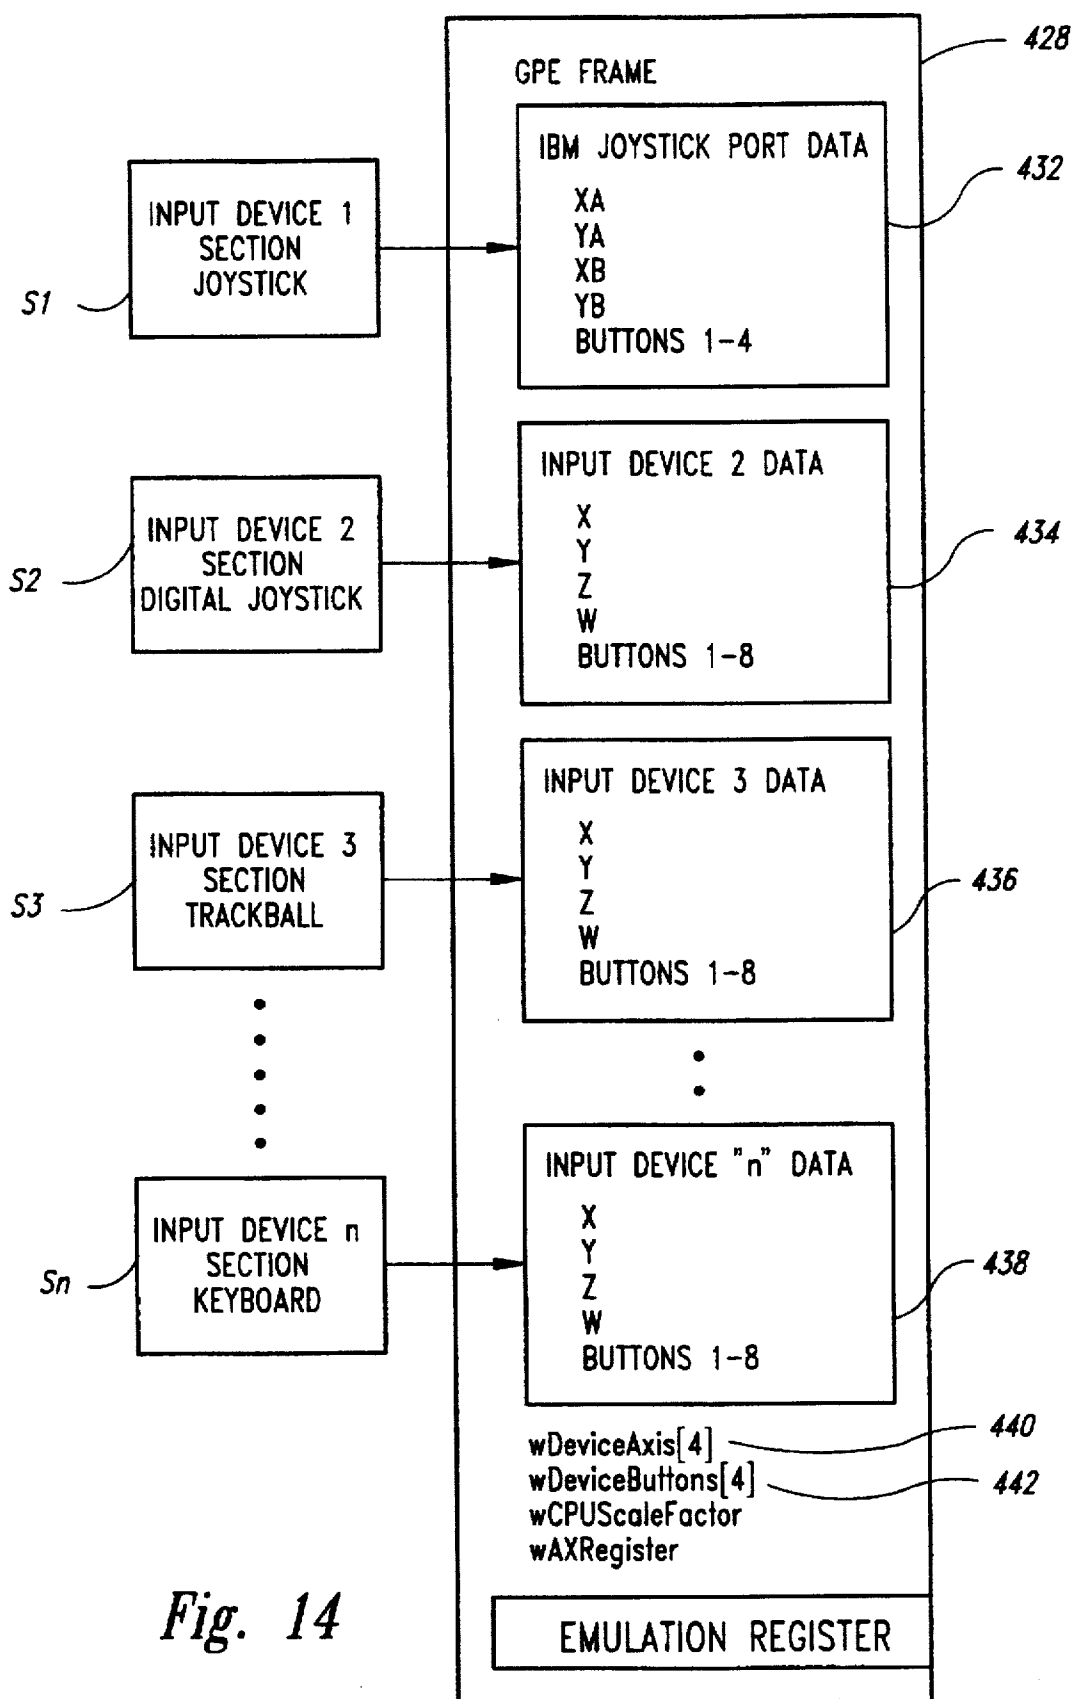 428
GPE FRAME
IBM JOYSTICK PORT DATA
XA
YA
XB
YB
BUTTONS 1-4
432
INPUT DEVICE 1
SECTION
JOYSTICK
S1
INPUT DEVICE 2 DATA
X
Y
Z
W
BUTTONS 1-8
434
INPUT DEVICE 2
SECTION
DIGITAL JOYSTICK
S2
INPUT DEVICE 3 DATA
X
Y
Z
W
BUTTONS 1-8
436
INPUT DEVICE 3
SECTION
TRACKBALL
S3
INPUT DEVICE "n" DATA
X
Y
Z
W
BUTTONS 1-8
438
INPUT DEVICE n
SECTION
KEYBOARD
Sn
wDeviceAxis[4]
440
wDeviceButtons[4]
442
wCPUScaleFactor
wAXRegister
EMULATION REGISTER
Fig. 14